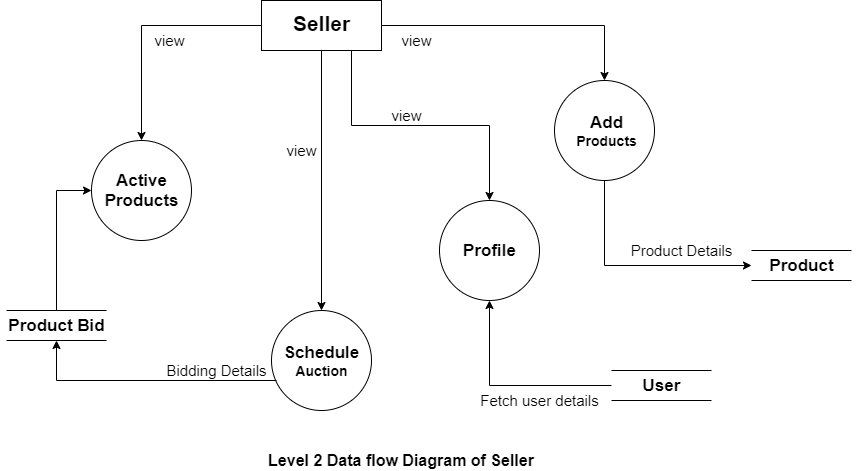 Seller
view
view
view
view
Add
Products
Active
Products
Profile
Product Details
Product
Product Bid
Schedule
Auction
Bidding Details
User
Fetch user details
Level 2 Data flow Diagram of Seller